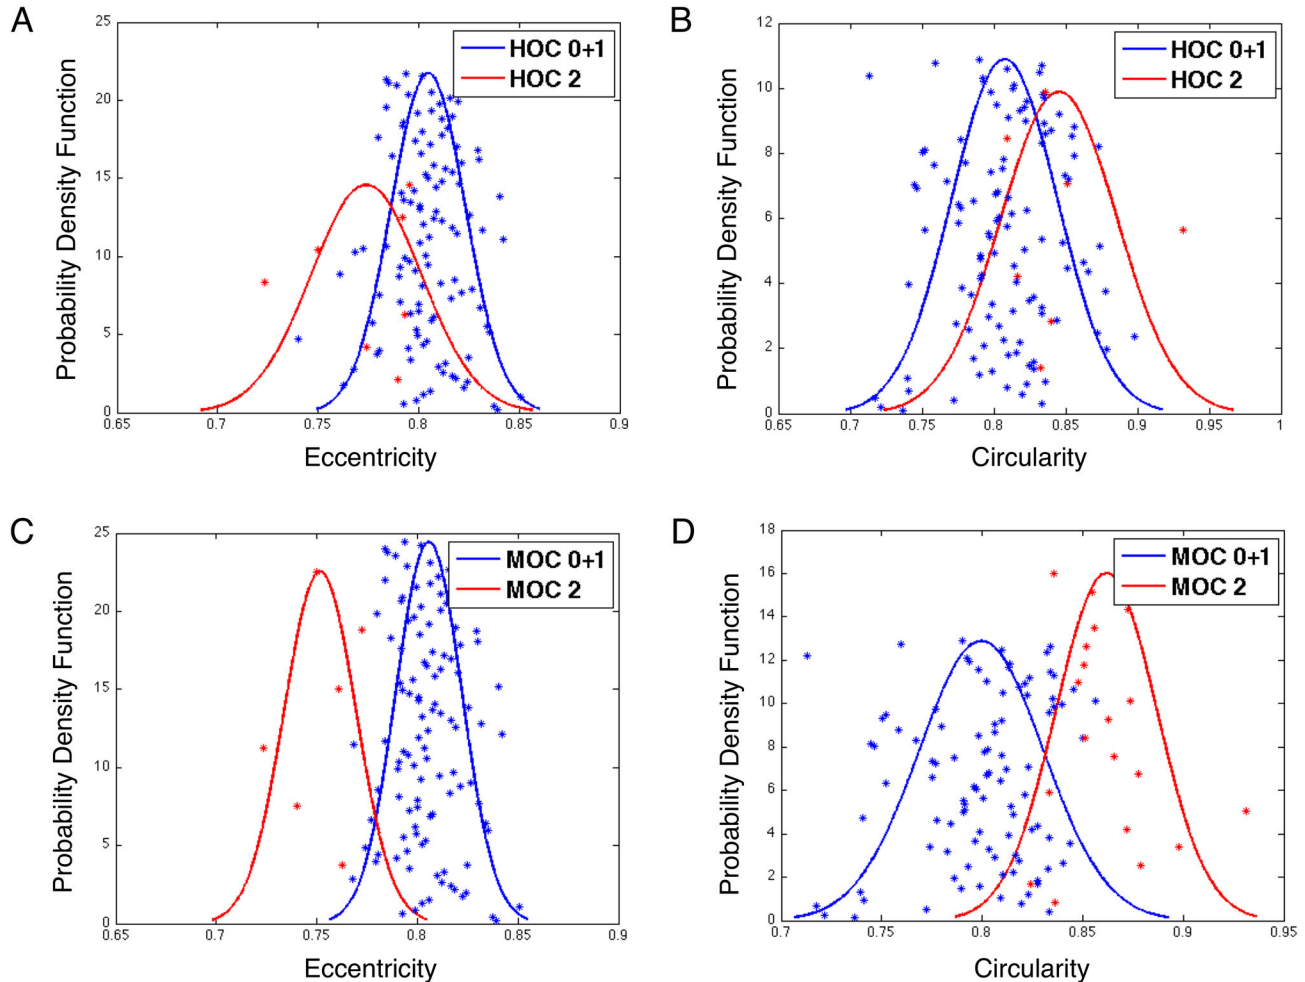 A
Probability Density Function
25
20
15
10
5
0
0.65
0.7
0.75
0.8
0.85
0.9
Eccentricity
HOC 0+1
HOC 2
B
Probability Density Function
12
10
8
6
4
2
0
0.65
0.7
0.75
0.8
0.85
0.9
0.95
1
Circularity
HOC 0+1
HOC 2
C
Probability Density Function
25
20
15
10
5
0
0.65
0.7
0.75
0.8
0.85
0.9
Eccentricity
MOC 0+1
MOC 2
D
Probability Density Function
18
16
14
12
10
8
6
4
2
0
0.7
0.75
0.8
0.85
0.9
0.95
Circularity
MOC 0+1
MOC 2